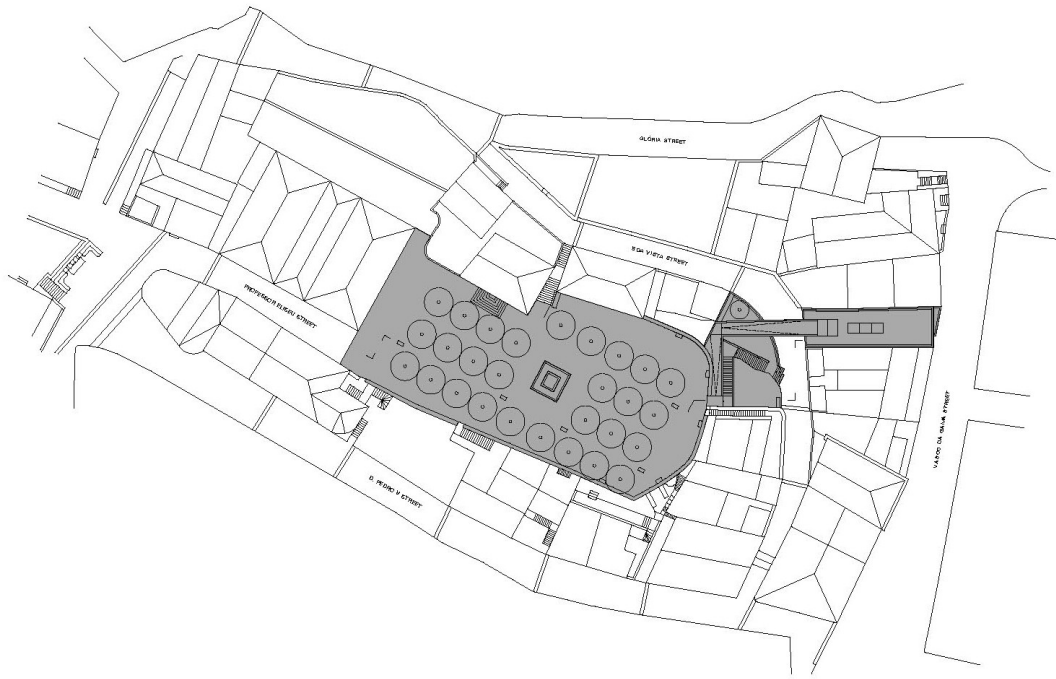 GLÓRIA STREET
BOA VISTA STREET
PROFESSOR ELISEU STREET
VASCO DA GAMA STREET
D. PEDRO V STREET